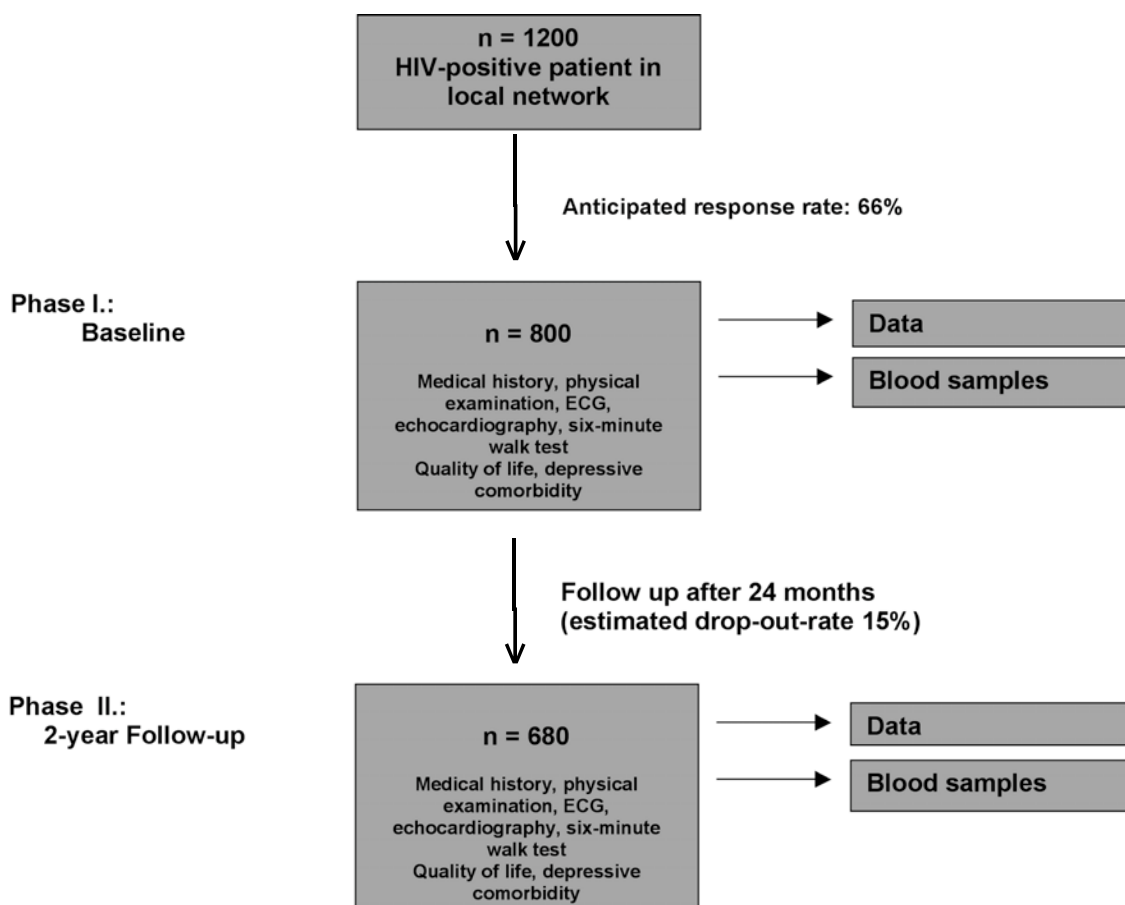 n = 1200
HIV-positive patient in
local network
Anticipated response rate: 66%
Phase I.:
Baseline
n = 800
Medical history, physical
examination, ECG,
echocardiography, six-minute
walk test
Quality of life, depressive
comorbidity
Data
Blood samples
Follow up after 24 months
(estimated drop-out-rate 15%)
Phase II.:
2-year Follow-up
n = 680
Medical history, physical
examination, ECG,
echocardiography, six-minute
walk test
Quality of life, depressive
comorbidity
Data
Blood samples